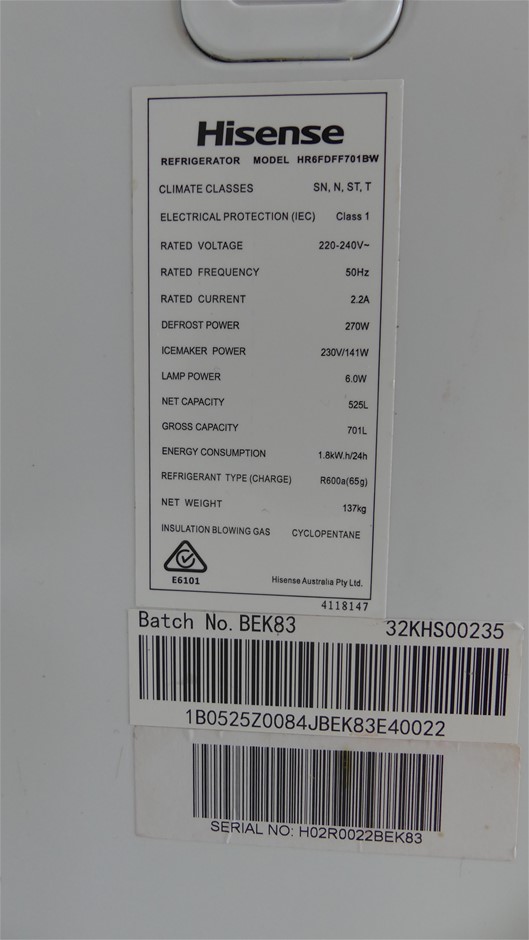 Hisense
REFRIGERATOR MODEL HR6FDFF701BW
CLIMATE CLASSES SN, N, ST, T
ELECTRICAL PROTECTION (IEC) Class 1
RATED VOLTAGE 220-240V~
RATED FREQUENCY 50Hz
RATED CURRENT 2.2A
DEFROST POWER 270W
ICEMAKER POWER 230V/141W
LAMP POWER 6.0W
NET CAPACITY 525L
GROSS CAPACITY 701L
ENERGY CONSUMPTION 1.8kW.h/24h
REFRIGERANT TYPE (CHARGE) R600a(65g)
NET WEIGHT 137kg
INSULATION BLOWING GAS CYCLOPENTANE
E6101 Hisense Australia Pty Ltd.
4118147
Batch No. BEK83 32KHS00235
1B0525Z0084JBEK83E40022
SERIAL NO: H02R0022BEK83